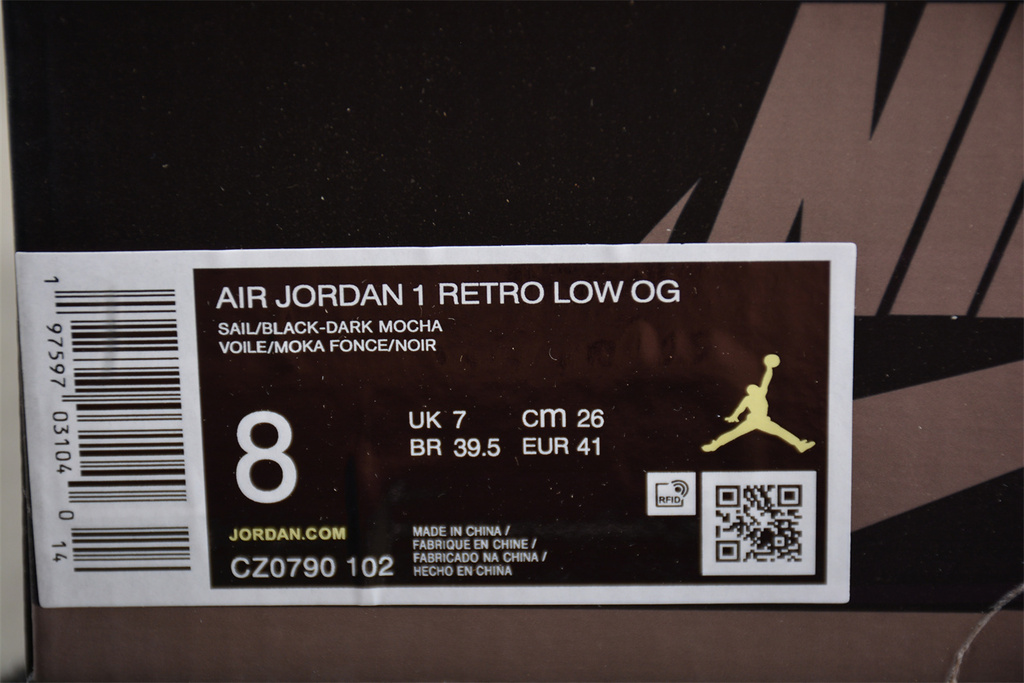 NI
AIR JORDAN 1 RETRO LOW OG
SAIL/BLACK-DARK MOCHA
VOILE/MOKA FONCE/NOIR
8
UK 7 cm 26
BR 39.5 EUR 41
RFID
JORDAN.COM
CZ0790 102
MADE IN CHINA /
FABRIQUE EN CHINE /
FABRICADO NA CHINA /
HECHO EN CHINA
1 97597 03104 0 14